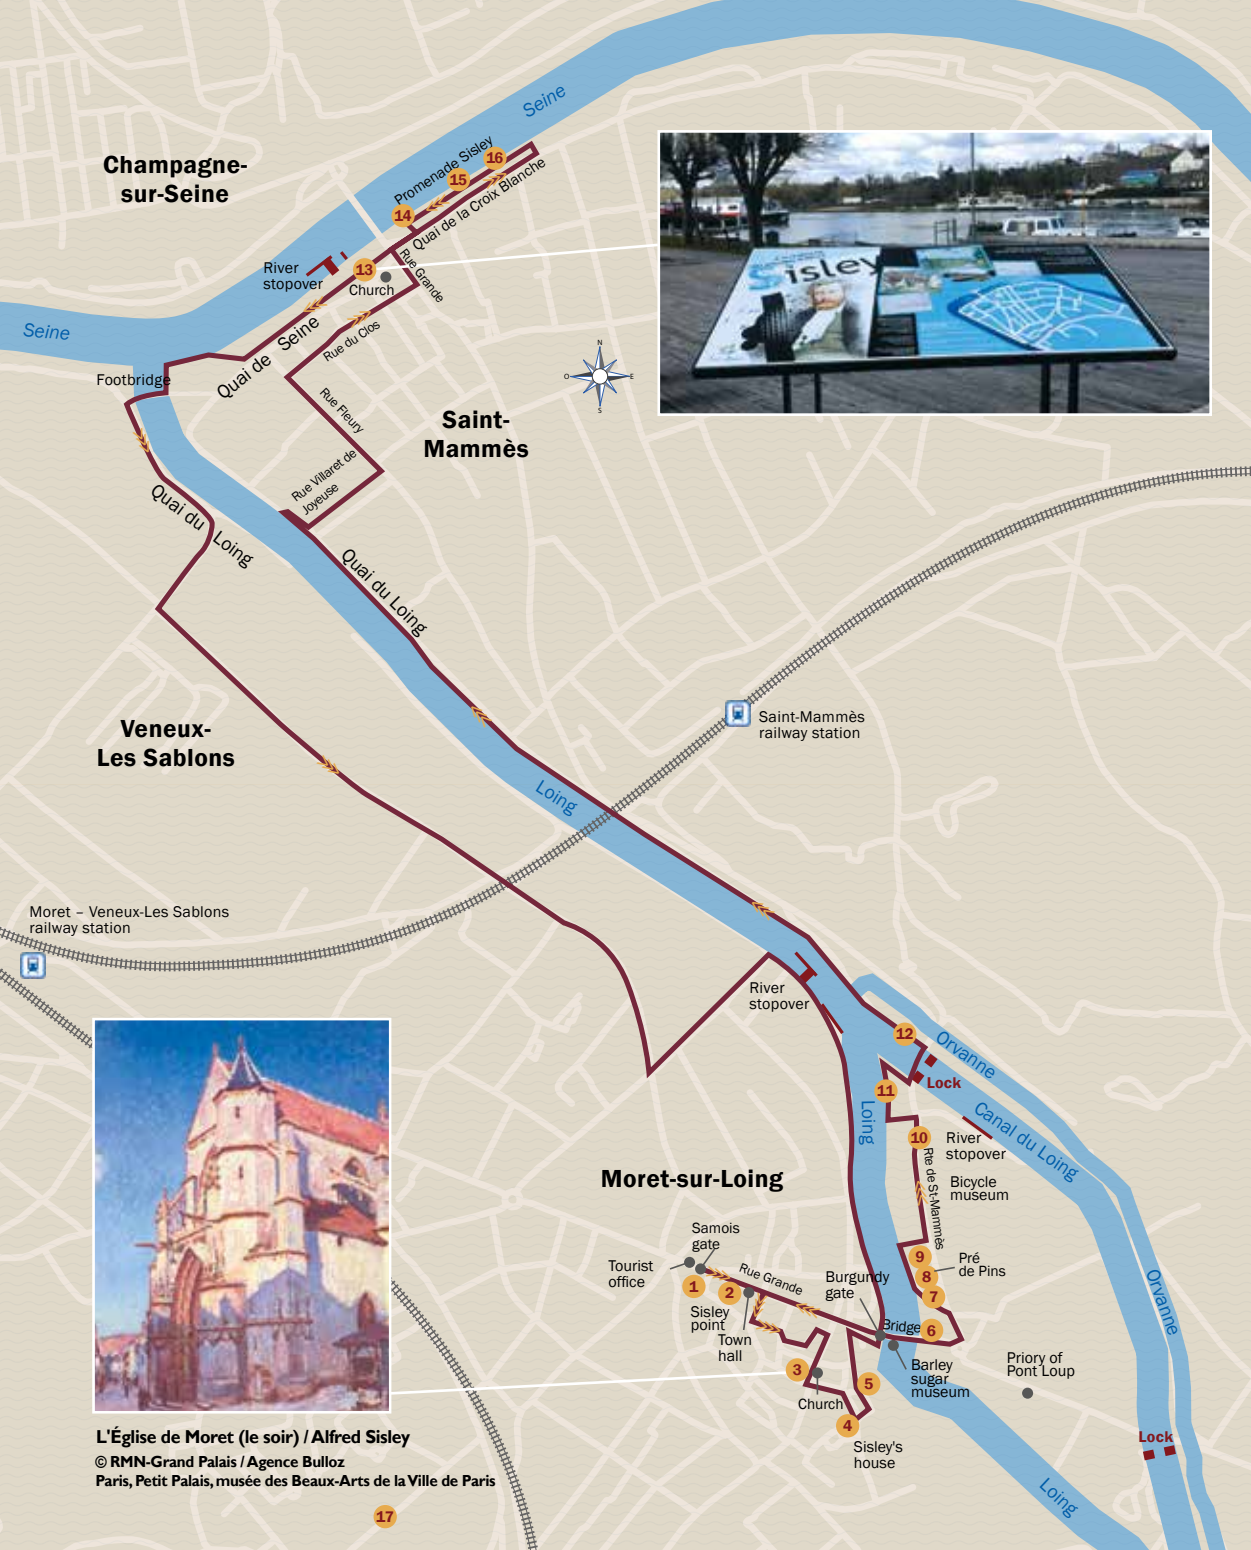 Seine
Champagne-
sur-Seine
Promenade Sisley
16
15
14
Quai de la Croix Blanche
River
stopover
13
Church
Rue Grande
Seine
Quai de Seine
Rue du Clos
Footbridge
N
O
E
S
Rue Fleury
Saint-
Mammès
Rue Villaret de
Joyeuse
Quai du Loing
Quai du Loing
sisley
Veneux-
Les Sablons
Saint-Mammès
railway station
Loing
Moret – Veneux-Les Sablons
railway station
River
stopover
12
Orvanne
Lock
11
Canal du Loing
Loing
10
River
stopover
Rte de St-Mammès
Bicycle
museum
Moret-sur-Loing
Samois
gate
Tourist
office
1
2
Rue Grande
Burgundy
gate
9
8
7
Pré
de Pins
Sisley
point
Town
hall
Bridge
6
Orvanne
3
Church
5
Barley
sugar
museum
Priory of
Pont Loup
4
Sisley's
house
Lock
Loing
L'Église de Moret (le soir) / Alfred Sisley
© RMN-Grand Palais / Agence Bulloz
Paris, Petit Palais, musée des Beaux-Arts de la Ville de Paris
17